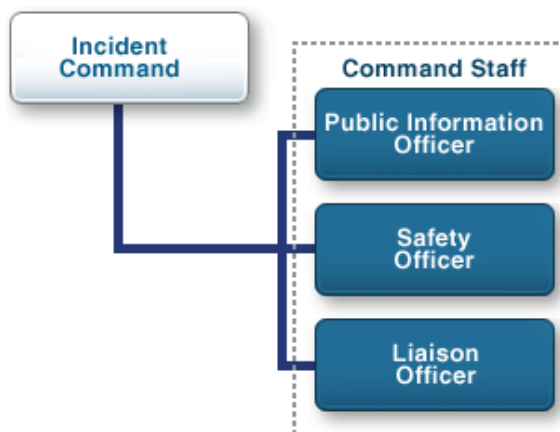 Incident
Command
Command Staff
Public Information
Officer
Safety
Officer
Liaison
Officer